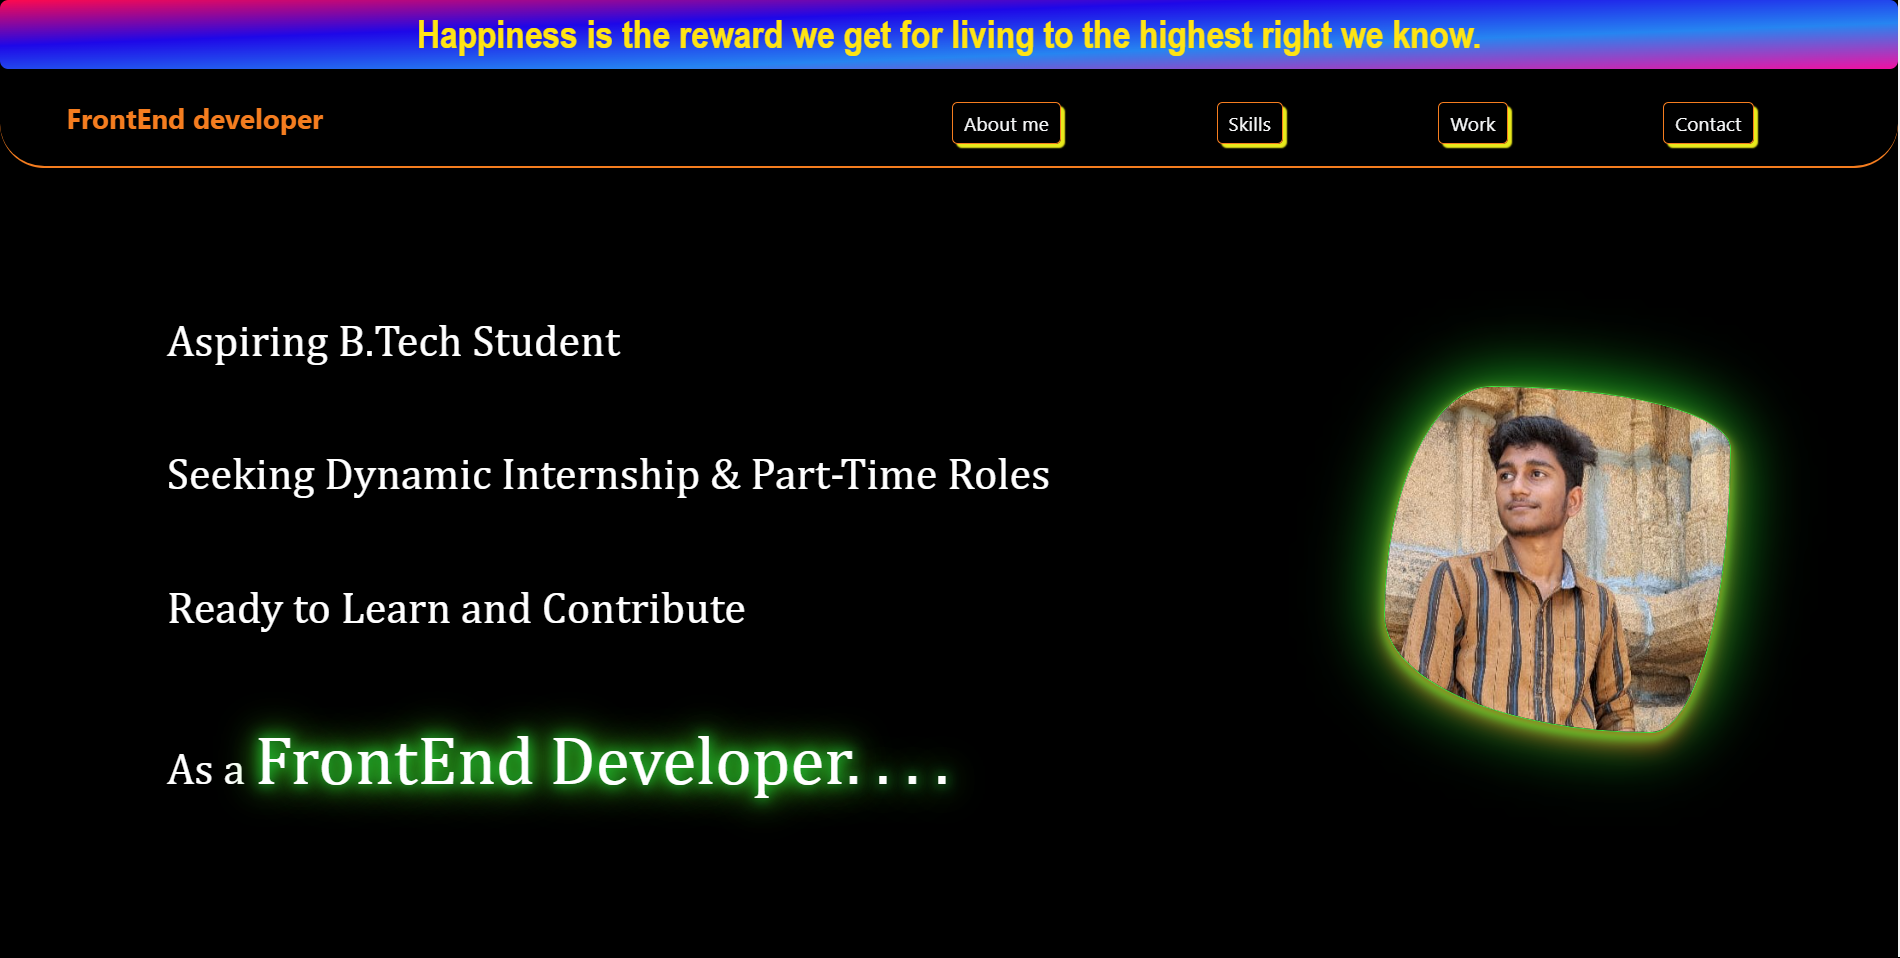 Happiness is the reward we get for living to the highest right we know.
FrontEnd developer
About me
Skills
Work
Contact
Aspiring B.Tech Student
Seeking Dynamic Internship & Part-Time Roles
Ready to Learn and Contribute
As a FrontEnd Developer. . . .